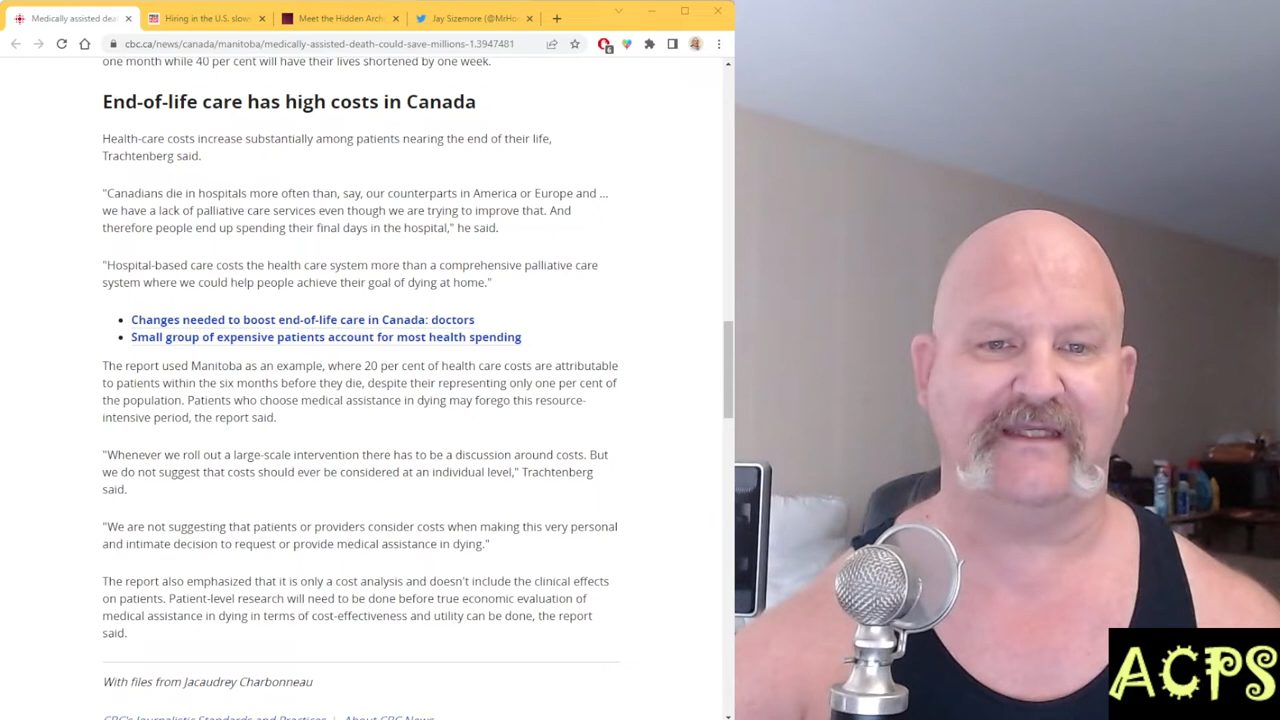 Medically assisted dea
Hiring in the U.S. slow
Meet the Hidden Arch
Jay Sizemore (@MrHo
cbc.ca/news/canada/manitoba/medically-assisted-death-could-save-millions-1.3947481
6
one month while 40 per cent will have their lives shortened by one week.
End-of-life care has high costs in Canada
Health-care costs increase substantially among patients nearing the end of their life,
Trachtenberg said.
"Canadians die in hospitals more often than, say, our counterparts in America or Europe and ...
we have a lack of palliative care services even though we are trying to improve that. And
therefore people end up spending their final days in the hospital," he said.
"Hospital-based care costs the health care system more than a comprehensive palliative care
system where we could help people achieve their goal of dying at home."
Changes needed to boost end-of-life care in Canada: doctors
Small group of expensive patients account for most health spending
The report used Manitoba as an example, where 20 per cent of health care costs are attributable
to patients within the six months before they die, despite their representing only one per cent of
the population. Patients who choose medical assistance in dying may forego this resource-
intensive period, the report said.
"Whenever we roll out a large-scale intervention there has to be a discussion around costs. But
we do not suggest that costs should ever be considered at an individual level," Trachtenberg
said.
"We are not suggesting that patients or providers consider costs when making this very personal
and intimate decision to request or provide medical assistance in dying."
The report also emphasized that it is only a cost analysis and doesn't include the clinical effects
on patients. Patient-level research will need to be done before true economic evaluation of
medical assistance in dying in terms of cost-effectiveness and utility can be done, the report
said.
With files from Jacaudrey Charbonneau
CBC's Journalistic Standards and Practices | About CBC News
ACPS